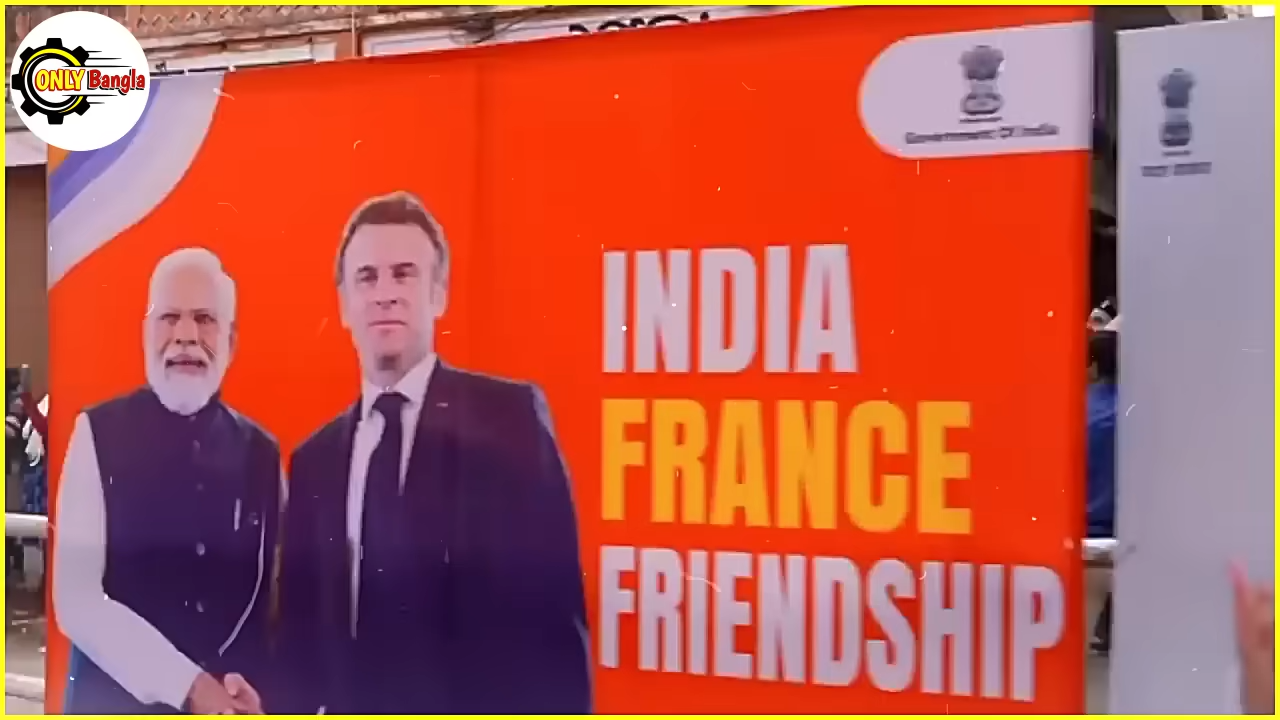 ONLY Bangla
Government Of India
INDIA
FRANCE
FRIENDSHIP